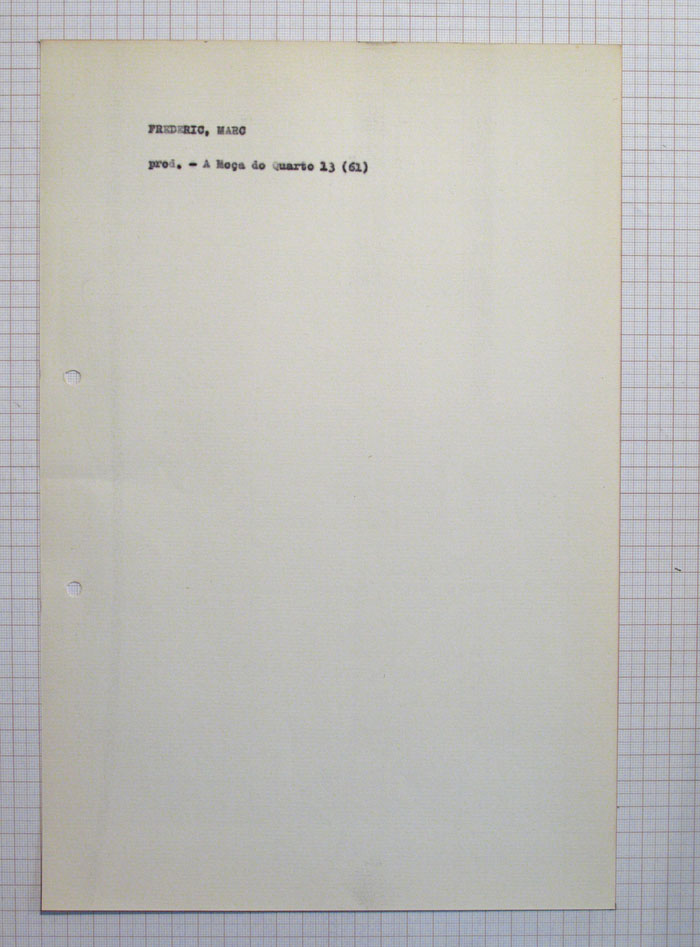 FREDERIC, MARC
prod. - A Moça do Quarto 13 (61)